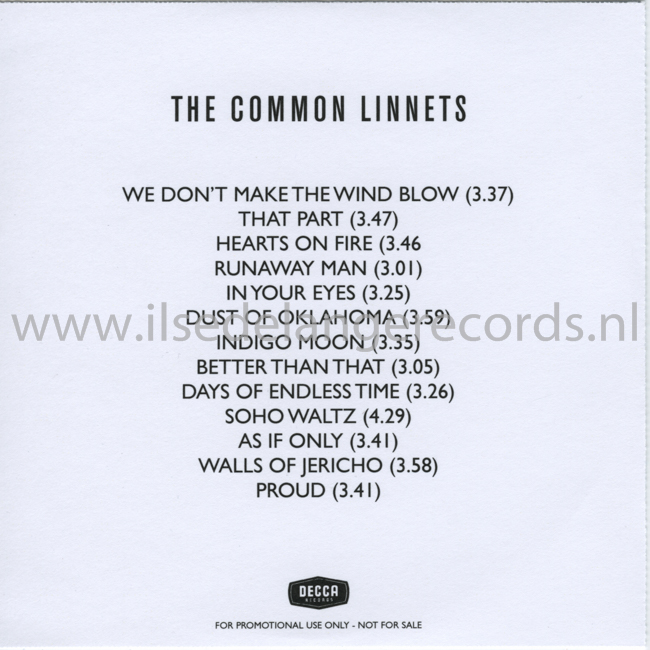 THE COMMON LINNETS
WE DON'T MAKE THE WIND BLOW (3.37)
THAT PART (3.47)
HEARTS ON FIRE (3.46
RUNAWAY MAN (3.01)
IN YOUR EYES (3.25)
DUST OF OKLAHOMA (3.59)
www.ilsedelangerecords.nl
INDIGO MOON (3.35)
BETTER THAN THAT (3.05)
DAYS OF ENDLESS TIME (3.26)
SOHO WALTZ (4.29)
AS IF ONLY (3.41)
WALLS OF JERICHO (3.58)
PROUD (3.41)
DECCA
RECORDS
FOR PROMOTIONAL USE ONLY - NOT FOR SALE